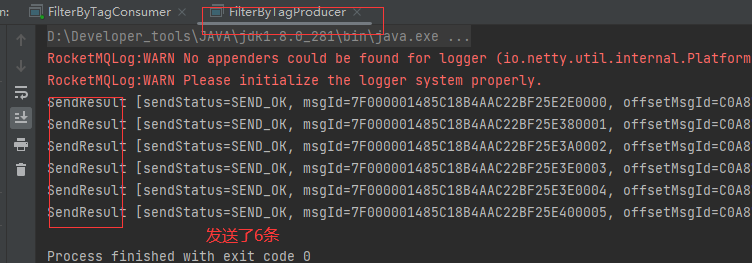 n: FilterByTagConsumer × FilterByTagProducer ×
D:\Developer_tools\JAVA\jdk1.8.0_281\bin\java.exe ...
RocketMQLog:WARN No appenders could be found for logger (io.netty.util.internal.Platform
RocketMQLog:WARN Please initialize the logger system properly.
SendResult [sendStatus=SEND_OK, msgId=7F000001485C18B4AAC22BF25E2E0000, offsetMsgId=C0A8
SendResult [sendStatus=SEND_OK, msgId=7F000001485C18B4AAC22BF25E380001, offsetMsgId=C0A8
SendResult [sendStatus=SEND_OK, msgId=7F000001485C18B4AAC22BF25E3A0002, offsetMsgId=C0A8
SendResult [sendStatus=SEND_OK, msgId=7F000001485C18B4AAC22BF25E3E0003, offsetMsgId=C0A8
SendResult [sendStatus=SEND_OK, msgId=7F000001485C18B4AAC22BF25E3F0004, offsetMsgId=C0A8
SendResult [sendStatus=SEND_OK, msgId=7F000001485C18B4AAC22BF25E400005, offsetMsgId=C0A8
发送了6条
Process finished with exit code 0